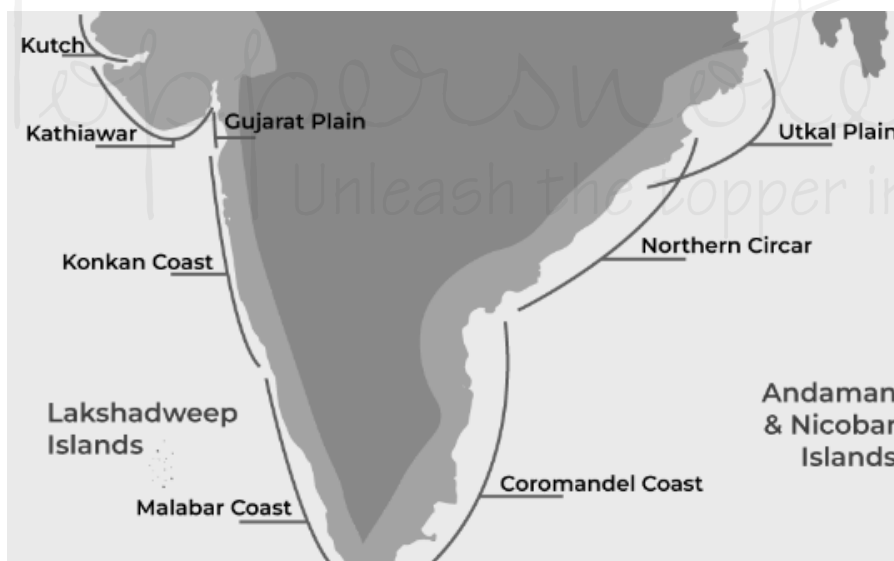 Toppersnote
Unleash the topper in
Kutch
Kathiawar
Gujarat Plain
Utkal Plain
Konkan Coast
Northern Circar
Lakshadweep
Islands
Andaman
& Nicobar
Islands
Malabar Coast
Coromandel Coast